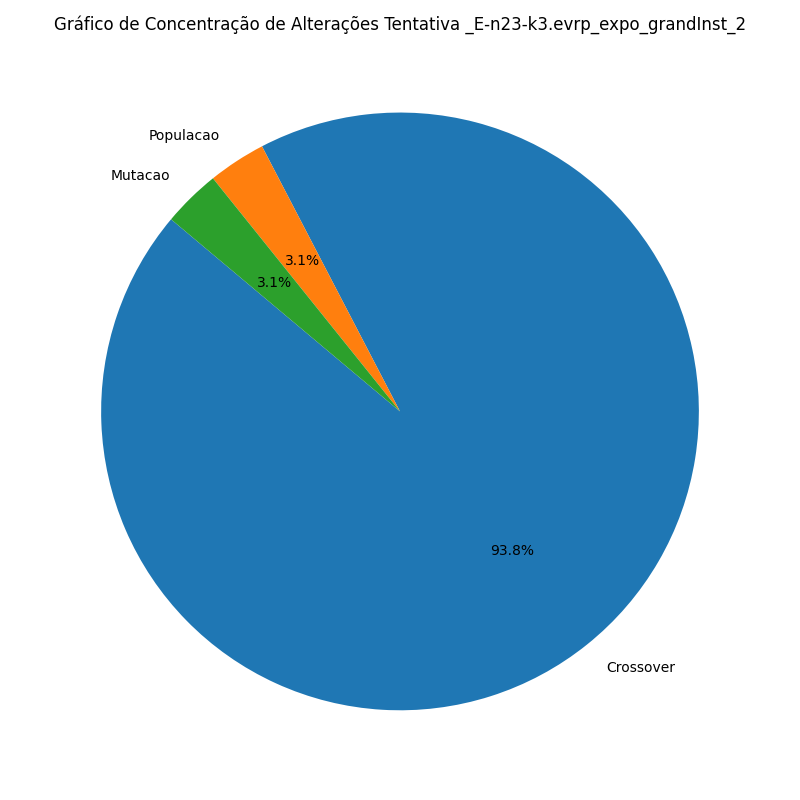 Gráfico de Concentração de Alterações Tentativa _E-n23-k3.evrp_expo_grandInst_2
Populacao
Mutacao
3.1%
3.1%
93.8%
Crossover